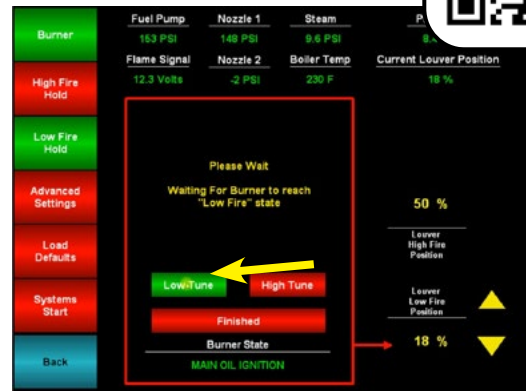 Burner
High Fire
Hold
Low Fire
Hold
Advanced
Settings
Load
Defaults
Systems
Start
Back
Fuel Pump Nozzle 1 Steam
153 PSI 148 PSI 9.6 PSI
Flame Signal Nozzle 2 Boiler Temp Current Louver Position
12.3 Volts -2 PSI 230 F 18 %
Please Wait
Waiting For Burner to reach
"Low Fire" state
Low Tune High Tune
Finished
Burner State
MAIN OIL IGNITION
50 %
Louver
High Fire
Position
Louver
Low Fire
Position
18 %